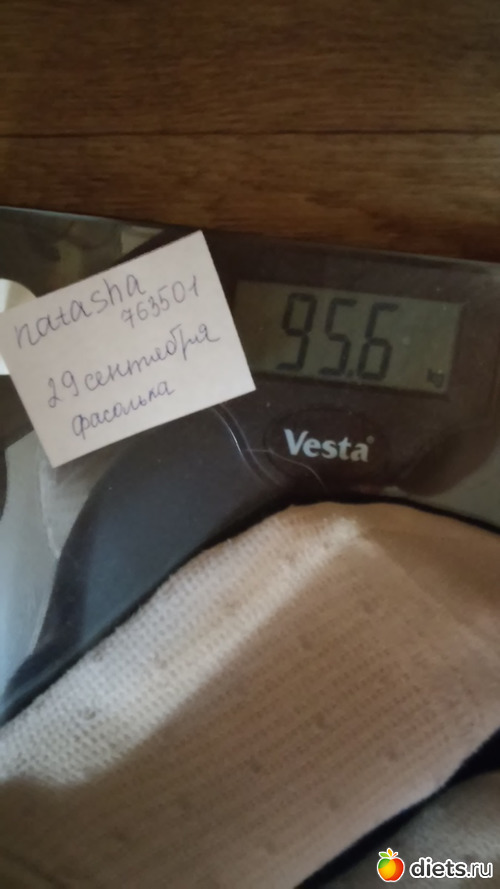 natasha
763501
29 сентября
фасолька
95.6
kg
Vesta®
diets.ru